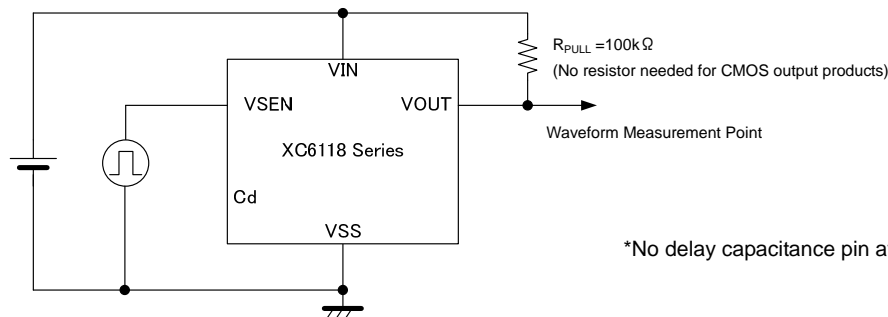 R_PULL =100kΩ
(No resistor needed for CMOS output products)
VIN
VSEN
VOUT
Waveform Measurement Point
XC6118 Series
Cd
VSS
*No delay capacitance pin a